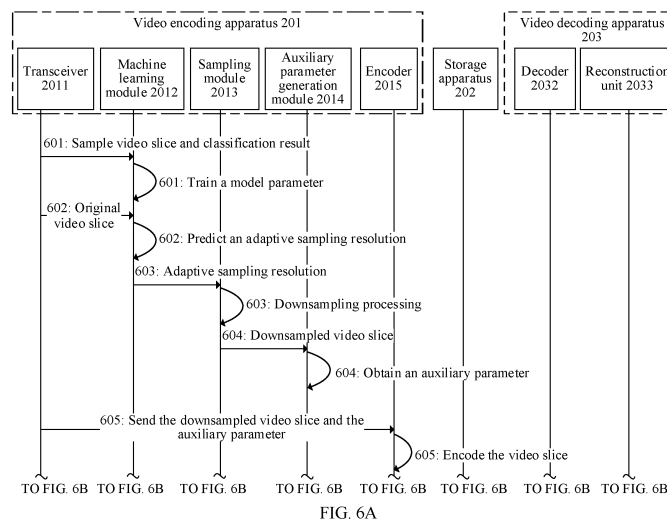 Video encoding apparatus 201
Video decoding apparatus
203
Transceiver
2011
Machine
learning
module 2012
Sampling
module
2013
Auxiliary
parameter
generation
module 2014
Encoder
2015
Storage
apparatus
202
Decoder
2032
Reconstruction
unit 2033
601: Sample video slice and classification result
601: Train a model parameter
602: Original
video slice
602: Predict an adaptive sampling resolution
603: Adaptive sampling resolution
603: Downsampling processing
604: Downsampled video slice
604: Obtain an auxiliary parameter
605: Send the downsampled video slice and the
auxiliary parameter
605: Encode the video slice
TO FIG. 6B
TO FIG. 6B
TO FIG. 6B
TO FIG. 6B
TO FIG. 6B
TO FIG. 6B
TO FIG. 6B
TO FIG. 6B
FIG. 6A